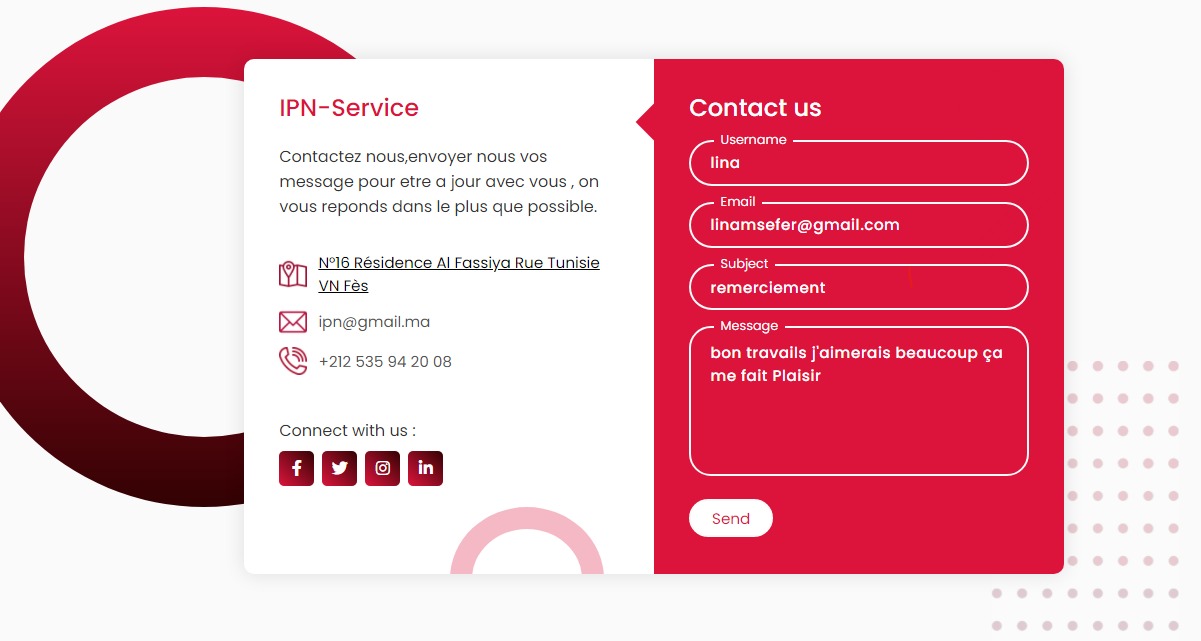 IPN-Service
Contactez nous,envoyer nous vos
message pour etre a jour avec vous , on
vous reponds dans le plus que possible.
N°16 Résidence Al Fassiya Rue Tunisie
VN Fès
ipn@gmail.ma
+212 535 94 20 08
Connect with us :
Contact us
Username
lina
Email
linamsefer@gmail.com
Subject
remerciement
Message
bon travails j'aimerais beaucoup ça
me fait Plaisir
Send